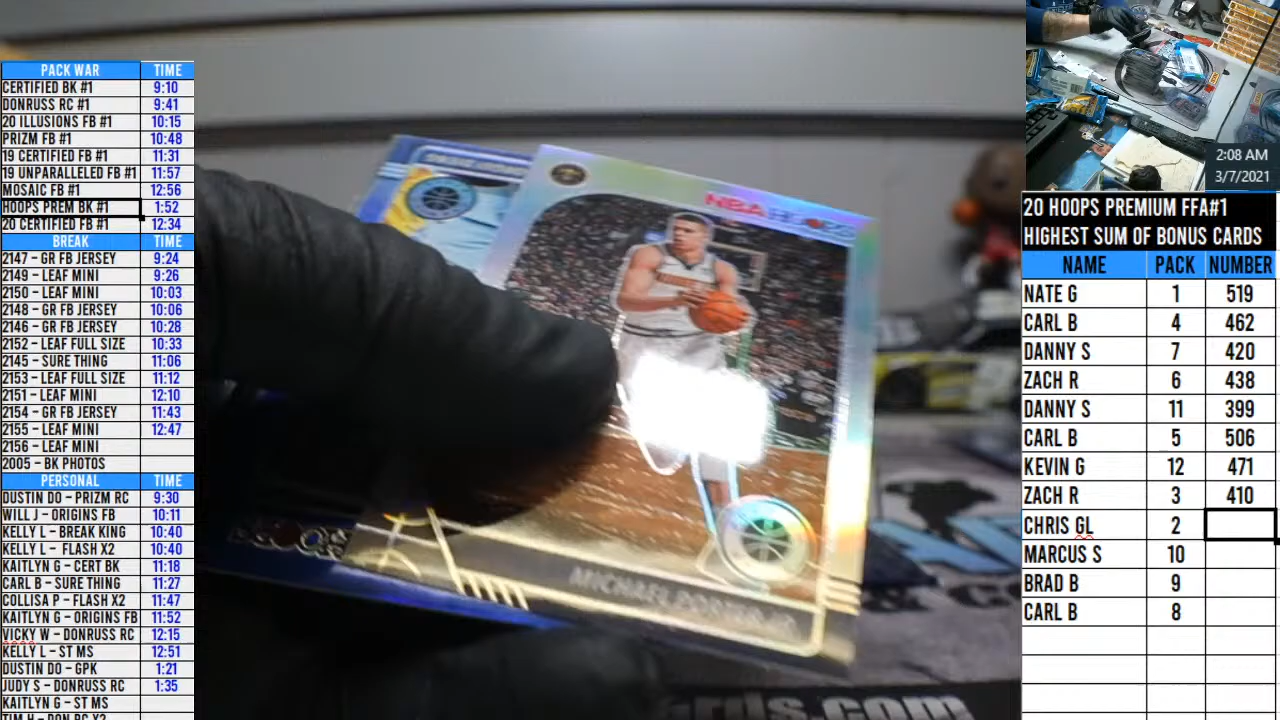 PACK WAR TIME
CERTIFIED BK #1 9:10
DONRUSS RC #1 9:41
20 ILLUSIONS FB #1 10:15
PRIZM FB #1 10:48
19 CERTIFIED FB #1 11:31
19 UNPARALLELED FB #1 11:57
MOSAIC FB #1 12:56
HOOPS PREM BK #1 1:52
20 CERTIFIED FB #1 12:34
BREAK TIME
2147 - GR FB JERSEY 9:24
2149 - LEAF MINI 9:26
2150 - LEAF MINI 10:03
2148 - GR FB JERSEY 10:06
2146 - GR FB JERSEY 10:28
2152 - LEAF FULL SIZE 10:33
2145 - SURE THING 11:06
2153 - LEAF FULL SIZE 11:12
2151 - LEAF MINI 12:10
2154 - GR FB JERSEY 11:43
2155 - LEAF MINI 12:47
2156 - LEAF MINI
2005 - BK PHOTOS
PERSONAL TIME
DUSTIN DO - PRIZM RC 9:30
WILL J - ORIGINS FB 10:11
KELLY L - BREAK KING 10:40
KELLY L - FLASH X2 10:40
KAITLYN G - CERT BK 11:18
CARL B - SURE THING 11:27
COLLISA P - FLASH X2 11:47
KAITLYN G - ORIGINS FB 11:52
VICKY W - DONRUSS RC 12:15
KELLY L - ST MS 12:51
DUSTIN DO - GPK 1:21
JUDY S - DONRUSS RC 1:35
KAITLYN G - ST MS
TIM H - DON RC X2
NBA HOOPS
MICHAEL
2:08 AM
3/7/2021
20 HOOPS PREMIUM FFA#1
HIGHEST SUM OF BONUS CARDS
NAME PACK NUMBER
NATE G 1 519
CARL B 4 462
DANNY S 7 420
ZACH R 6 438
DANNY S 11 399
CARL B 5 506
KEVIN G 12 471
ZACH R 3 410
CHRIS GL 2
MARCUS S 10
BRAD B 9
CARL B 8